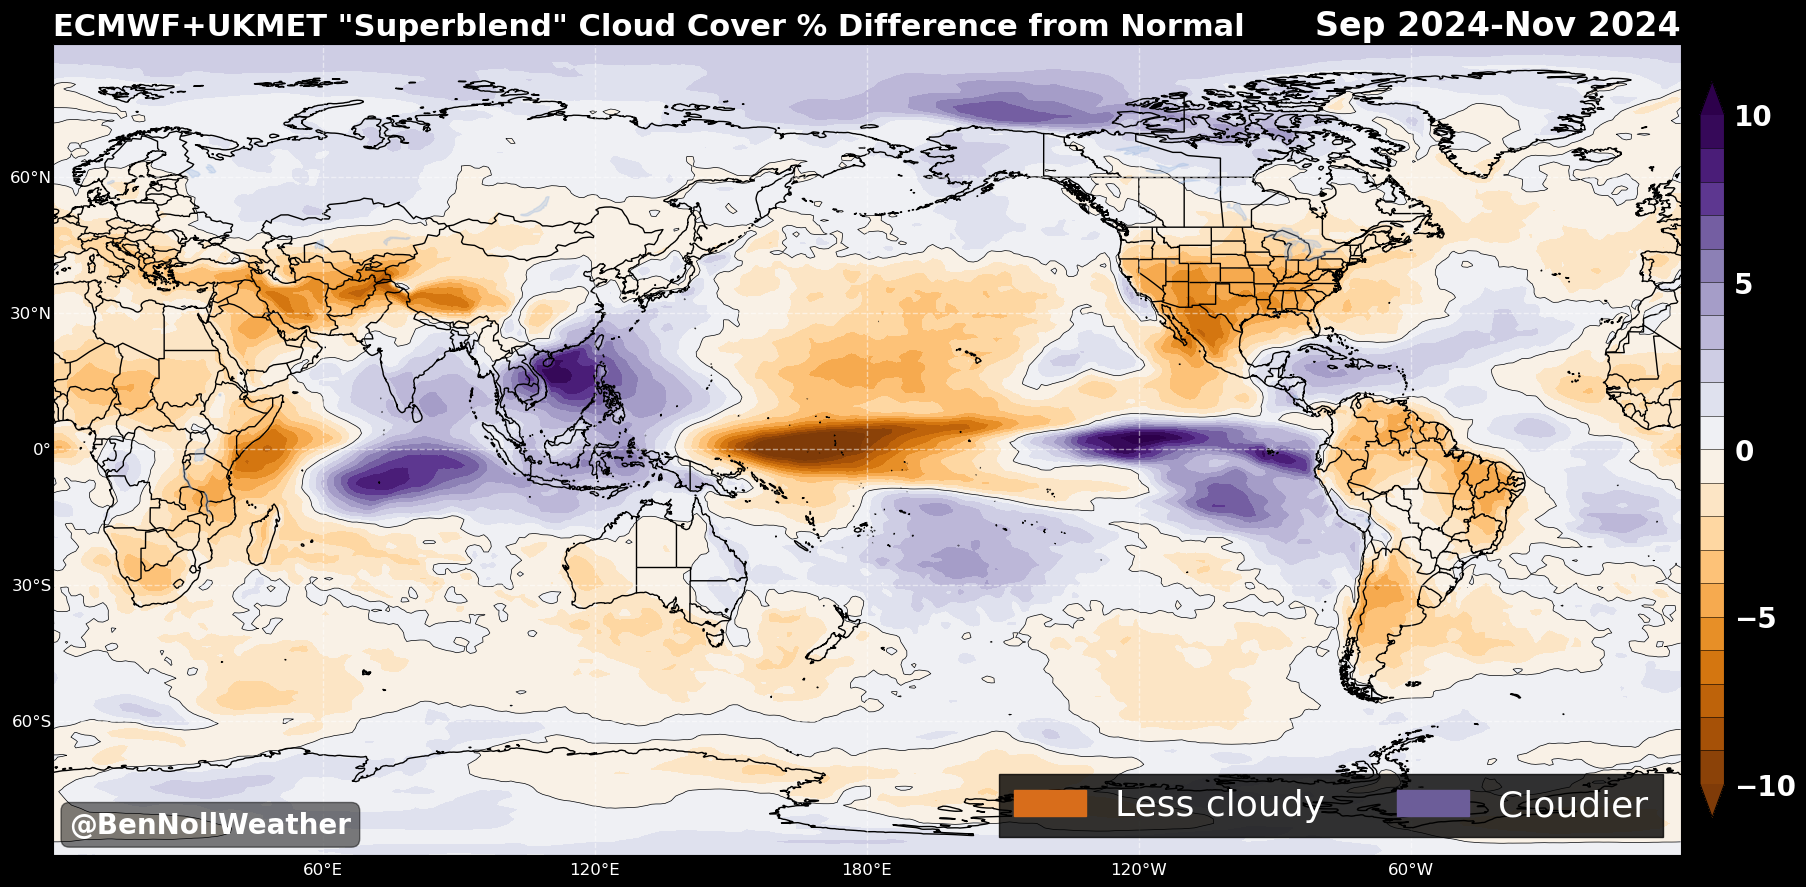 ECMWF+UKMET "Superblend" Cloud Cover % Difference from Normal Sep 2024-Nov 2024
10
60°N
5
30°N
0°
0
30°S
−5
60°S
−10
Less cloudy Cloudier
@BenNollWeather
60°E 120°E 180°E 120°W 60°W